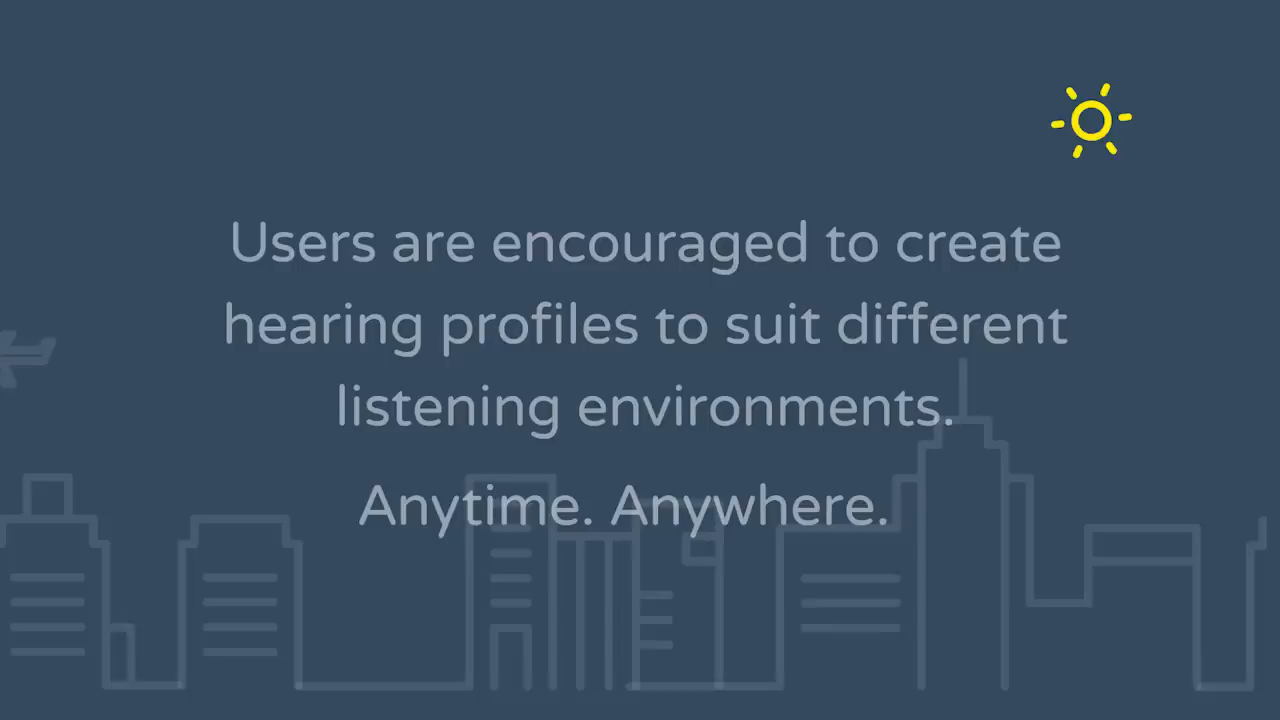 Users are encouraged to create
hearing profiles to suit different
listening environments.
Anytime. Anywhere.